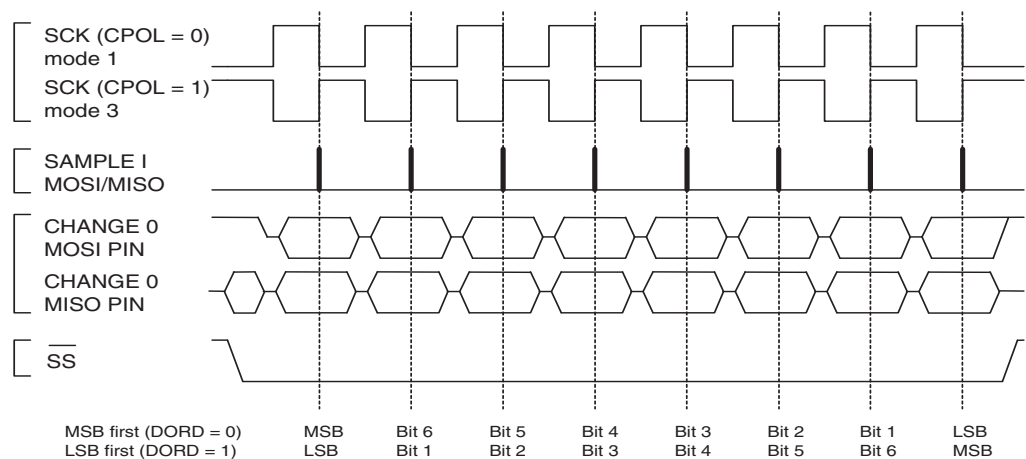 SCK (CPOL = 0)
mode 1
SCK (CPOL = 1)
mode 3
SAMPLE I
MOSI/MISO
CHANGE 0
MOSI PIN
CHANGE 0
MISO PIN
SS
MSB first (DORD = 0) MSB Bit 6 Bit 5 Bit 4 Bit 3 Bit 2 Bit 1 LSB
LSB first (DORD = 1) LSB Bit 1 Bit 2 Bit 3 Bit 4 Bit 5 Bit 6 MSB